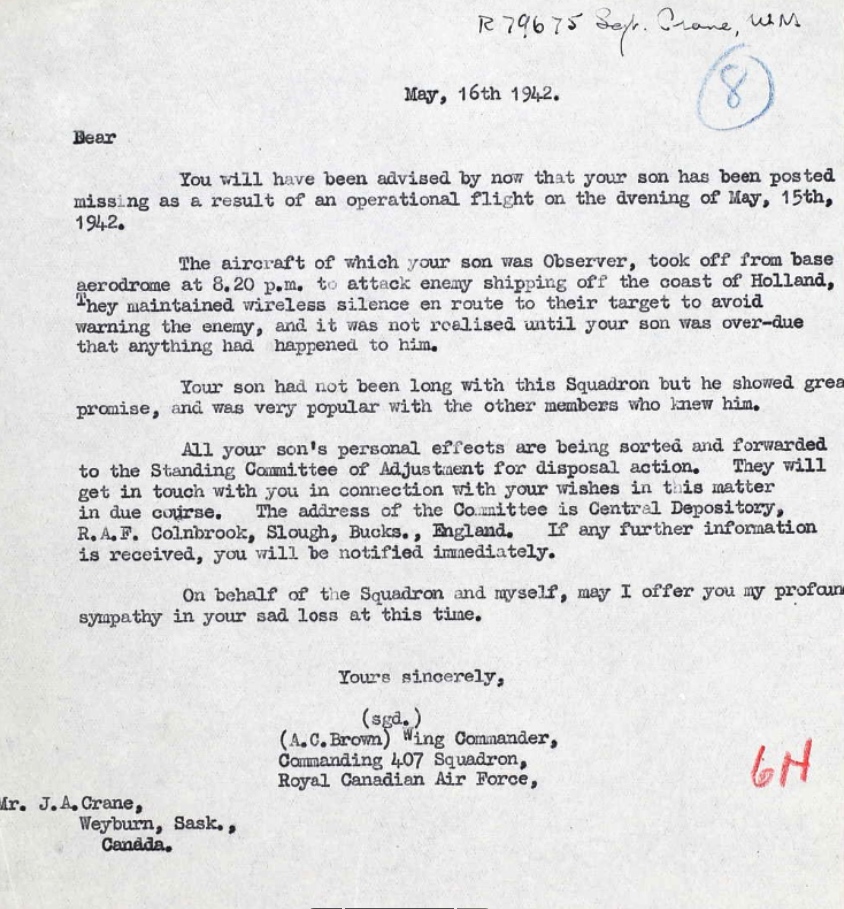 R79675 Sgt. Crane, WM
8
May, 16th 1942.
Dear
You will have been advised by now that your son has been posted
missing as a result of an operational flight on the dvening of May, 15th,
1942.
The aircraft of which your son was Observer, took off from base
aerodrome at 8.20 p.m. to attack enemy shipping off the coast of Holland,
They maintained wireless silence en route to their target to avoid
warning the enemy, and it was not realised until your son was over-due
that anything had happened to him.
Your son had not been long with this Squadron but he showed grea
promise, and was very popular with the other members who knew him.
All your son's personal effects are being sorted and forwarded
to the Standing Committee of Adjustment for disposal action. They will
get in touch with you in connection with your wishes in this matter
in due course. The address of the Committee is Central Depository,
R.A.F. Colnbrook, Slough, Bucks., England. If any further information
is received, you will be notified immediately.
On behalf of the Squadron and myself, may I offer you my profoun
sympathy in your sad loss at this time.
Yours sincerely,
(sgd.)
(A.C.Brown) Wing Commander,
Commanding 407 Squadron,
Royal Canadian Air Force,
6H
Mr. J.A.Crane,
Weyburn, Sask.,
Canada.